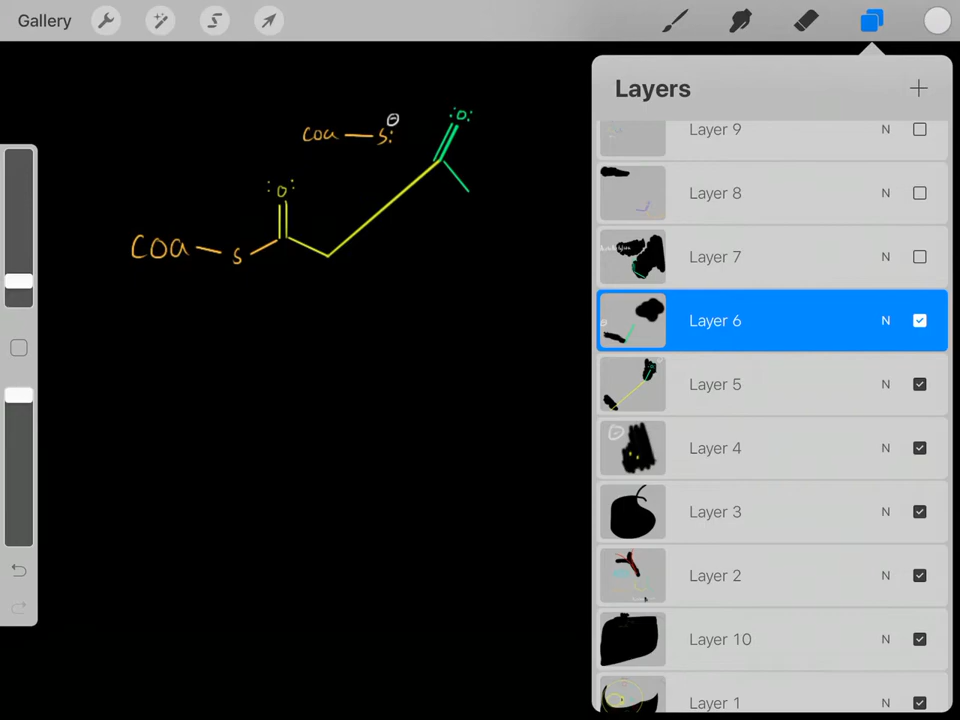 Gallery
Layers
Layer 9 N
Layer 8 N
Layer 7 N
Layer 6 N
Layer 5 N
Layer 4 N
Layer 3 N
Layer 2 N
Layer 10 N
Layer 1 N
:O:
Coa — S: ⊖
:O:
COa — S